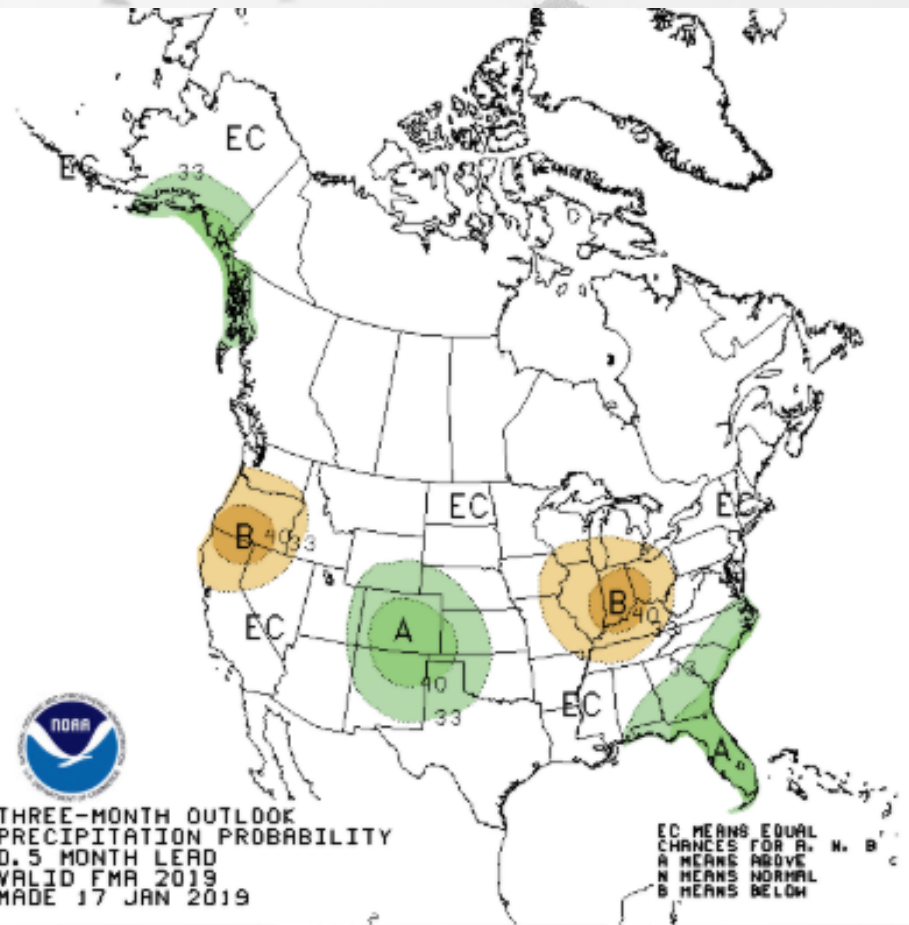 EC
EC
33
A
B
40
33
EC
EC
A
40
33
B
40
33
EC
EC
33
A
NOAA
THREE-MONTH OUTLOOK
PRECIPITATION PROBABILITY
0.5 MONTH LEAD
VALID FMA 2019
MADE 17 JAN 2019
EC MEANS EQUAL
CHANCES FOR A, N, B
A MEANS ABOVE
N MEANS NORMAL
B MEANS BELOW